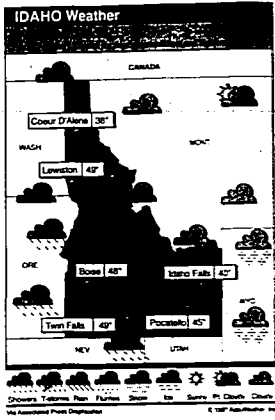 IDAHO Weather
CANADA
Coeur D'Alene 38°
WASH
MONT
Lewiston 49°
ORE
Boise 48°
Idaho Falls
WYO
Twin Falls 49°
Pocatello 45°
NEV
UTAH
Showers T-storms Rain Flurries Snow Ice Sunny Pt. Cloudy Cloudy
Via Associated Press